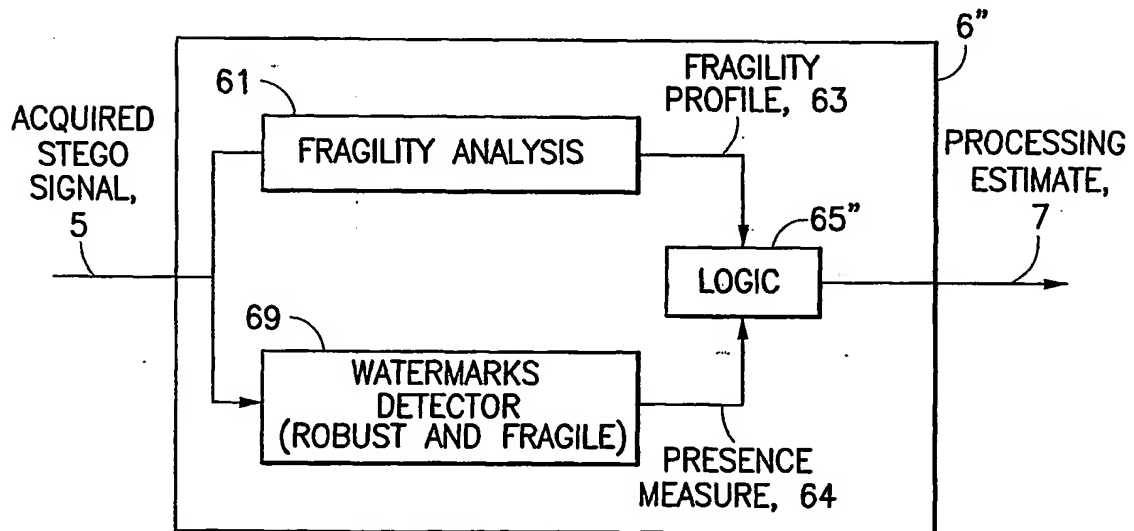 6”
61
FRAGILITY
PROFILE, 63
ACQUIRED
STEGO
SIGNAL,
5
FRAGILITY ANALYSIS
PROCESSING
ESTIMATE,
7
65”
LOGIC
69
WATERMARKS
DETECTOR
(ROBUST AND FRAGILE)
PRESENCE
MEASURE, 64